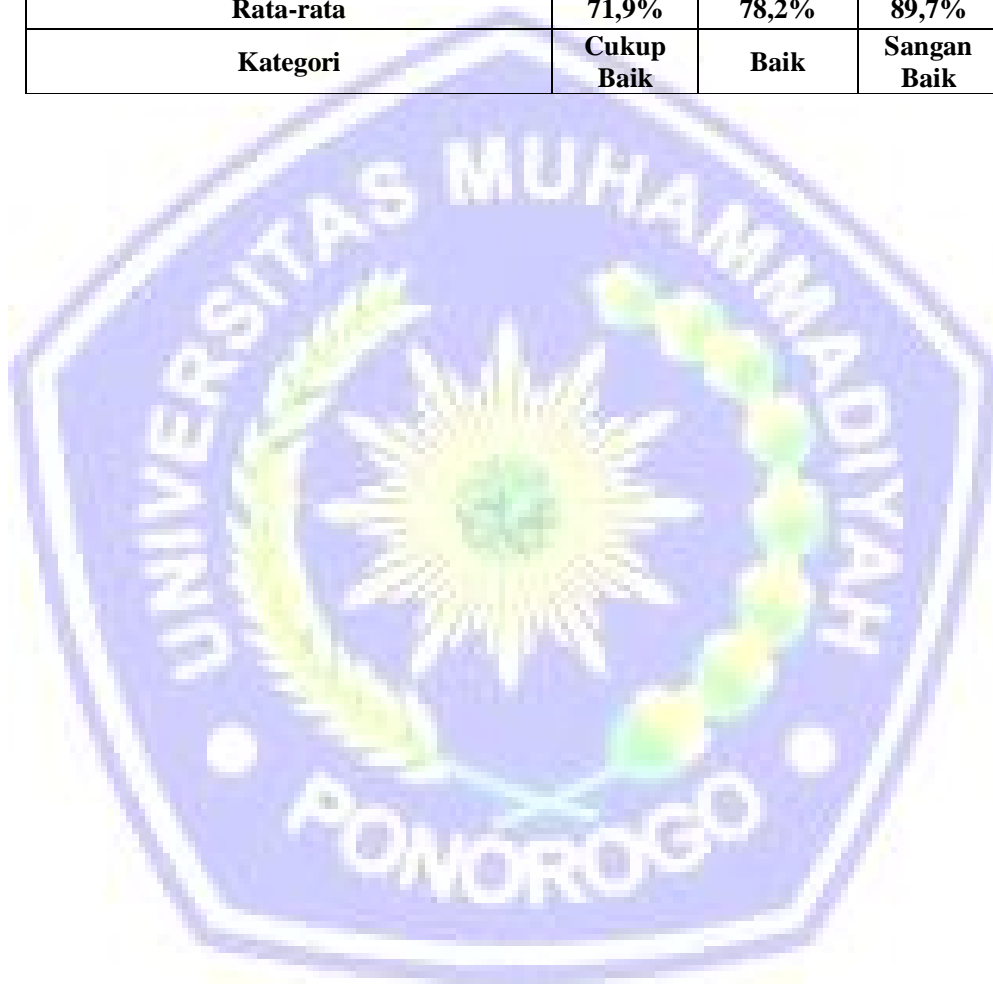 Rata-rata 71,9% 78,2% 89,7%
Kategori Cukup Baik Baik Sangan Baik
UNIVERSITAS MUHAMMADIYAH
PONOROGO